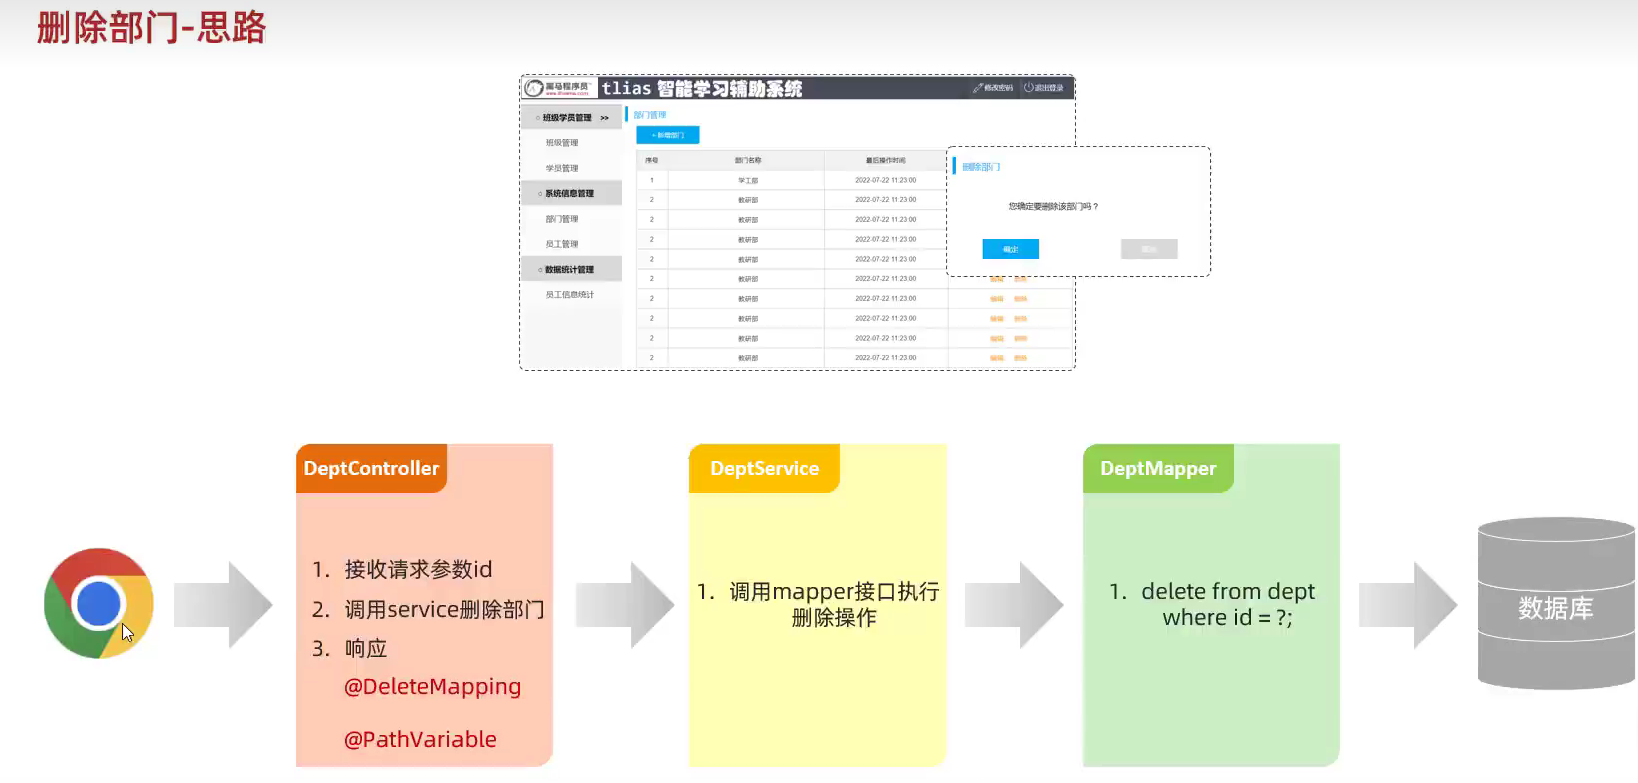 删除部门-思路
黑马程序员
www.itheima.com
tlias 智能学习辅助系统
修改密码
退出登录
班级学员管理 >>
班级管理
学员管理
系统信息管理
部门管理
员工管理
数据统计管理
员工信息统计
部门管理
+ 新增部门
序号 部门名称 最后操作时间
1 学工部 2022-07-22 11:23:00
2 教研部 2022-07-22 11:23:00
2 教研部 2022-07-22 11:23:00
2 教研部 2022-07-22 11:23:00
2 教研部 2022-07-22 11:23:00
2 教研部 2022-07-22 11:23:00 编辑 删除
2 教研部 2022-07-22 11:23:00 编辑 删除
2 教研部 2022-07-22 11:23:00 编辑 删除
2 教研部 2022-07-22 11:23:00 编辑 删除
2 教研部 2022-07-22 11:23:00 编辑 删除
删除部门
您确定要删除该部门吗？
确定
DeptController
1. 接收请求参数id
2. 调用service删除部门
3. 响应
@DeleteMapping
@PathVariable
DeptService
1. 调用mapper接口执行
删除操作
DeptMapper
1. delete from dept
where id = ?;
数据库